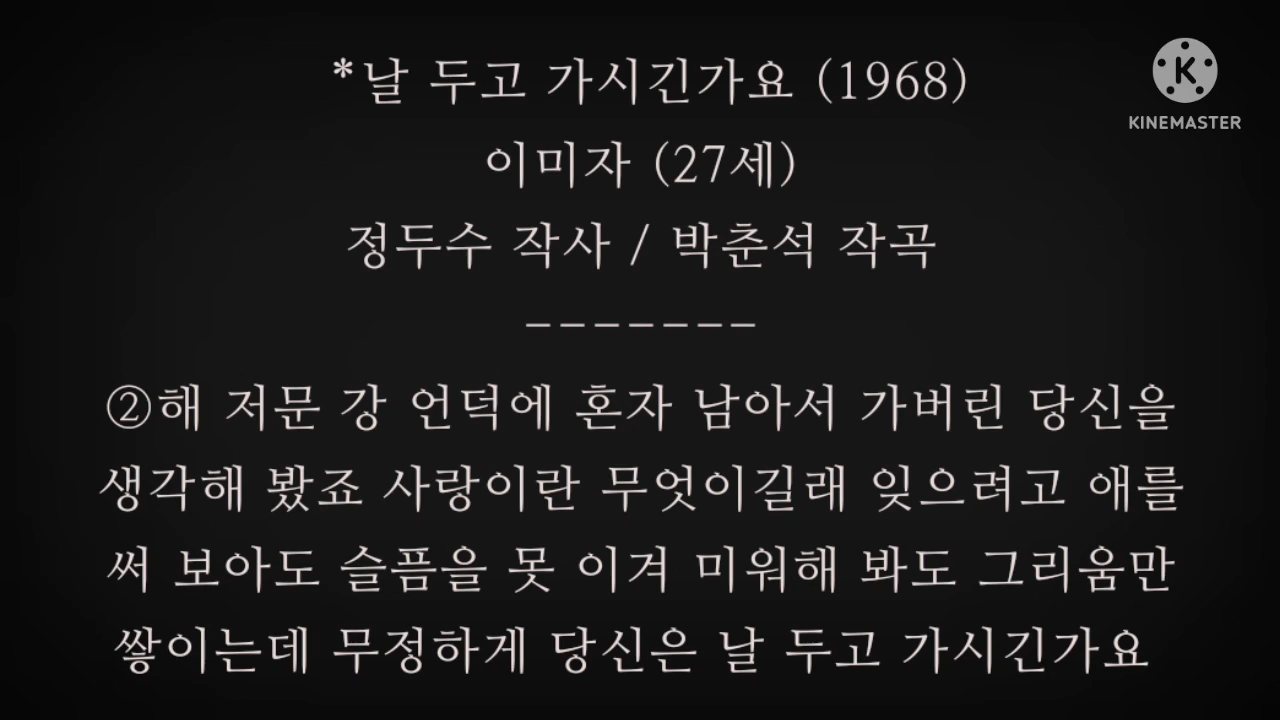 *날 두고 가시긴가요 (1968)
KINEMASTER
이미자 (27세)
정두수 작사 / 박춘석 작곡
-------
②해 저문 강 언덕에 혼자 남아서 가버린 당신을
생각해 봤죠 사랑이란 무엇이길래 잊으려고 애를
써 보아도 슬픔을 못 이겨 미워해 봐도 그리움만
쌓이는데 무정하게 당신은 날 두고 가시긴가요